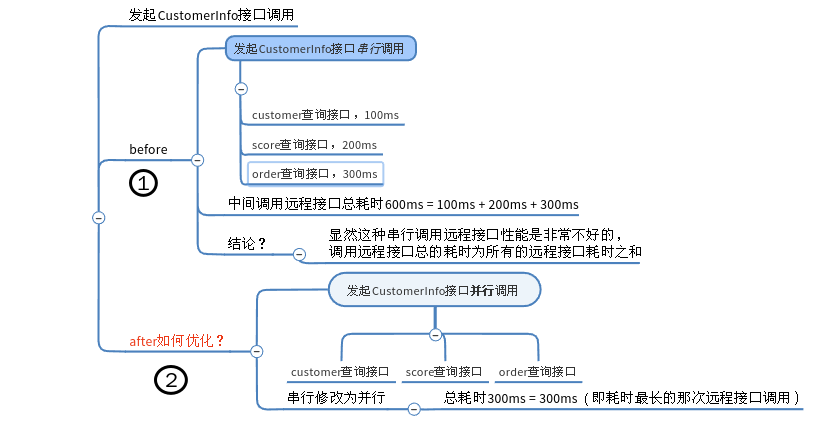 发起CustomerInfo接口调用
发起CustomerInfo接口串行调用
customer查询接口，100ms
score查询接口，200ms
order查询接口，300ms
before
①
中间调用远程接口总耗时600ms = 100ms + 200ms + 300ms
结论？
显然这种串行调用远程接口性能是非常不好的，
调用远程接口总的耗时为所有的远程接口耗时之和
after如何优化？
②
发起CustomerInfo接口并行调用
customer查询接口
score查询接口
order查询接口
串行修改为并行
总耗时300ms = 300ms（即耗时最长的那次远程接口调用）